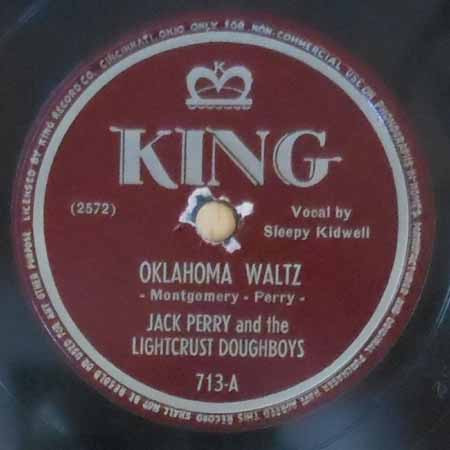 K
KING
(2572)
Vocal by
Sleepy Kidwell
OKLAHOMA WALTZ
- Montgomery - Perry -
JACK PERRY and the
LIGHTCRUST DOUGHBOYS
713-A
LICENSED BY KING RECORD CO. CINCINNATI, OHIO ONLY FOR NON-COMMERCIAL USE ON PHONOGRAPHS IN HOMES.